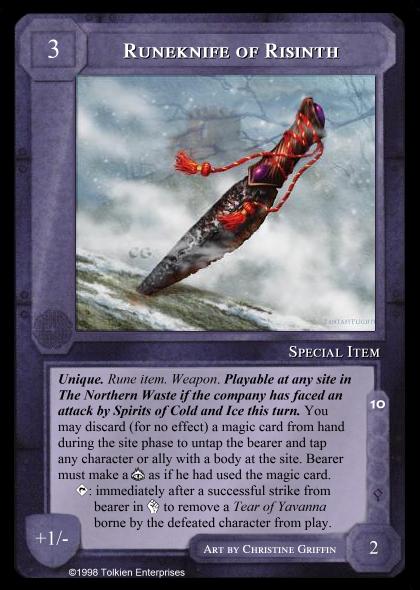 3
RUNEKNIFE OF RISINTH
CG
FANTASYFLIGHT
SPECIAL ITEM
Unique. Rune item. Weapon. Playable at any site in
The Northern Waste if the company has faced an
attack by Spirits of Cold and Ice this turn. You
may discard (for no effect) a magic card from hand
during the site phase to untap the bearer and tap
any character or ally with a body at the site. Bearer
must make a as if he had used the magic card.
: immediately after a successful strike from
bearer in to remove a Tear of Yavanna
borne by the defeated character from play.
10
+1/-
ART BY CHRISTINE GRIFFIN
2
©1998 Tolkien Enterprises